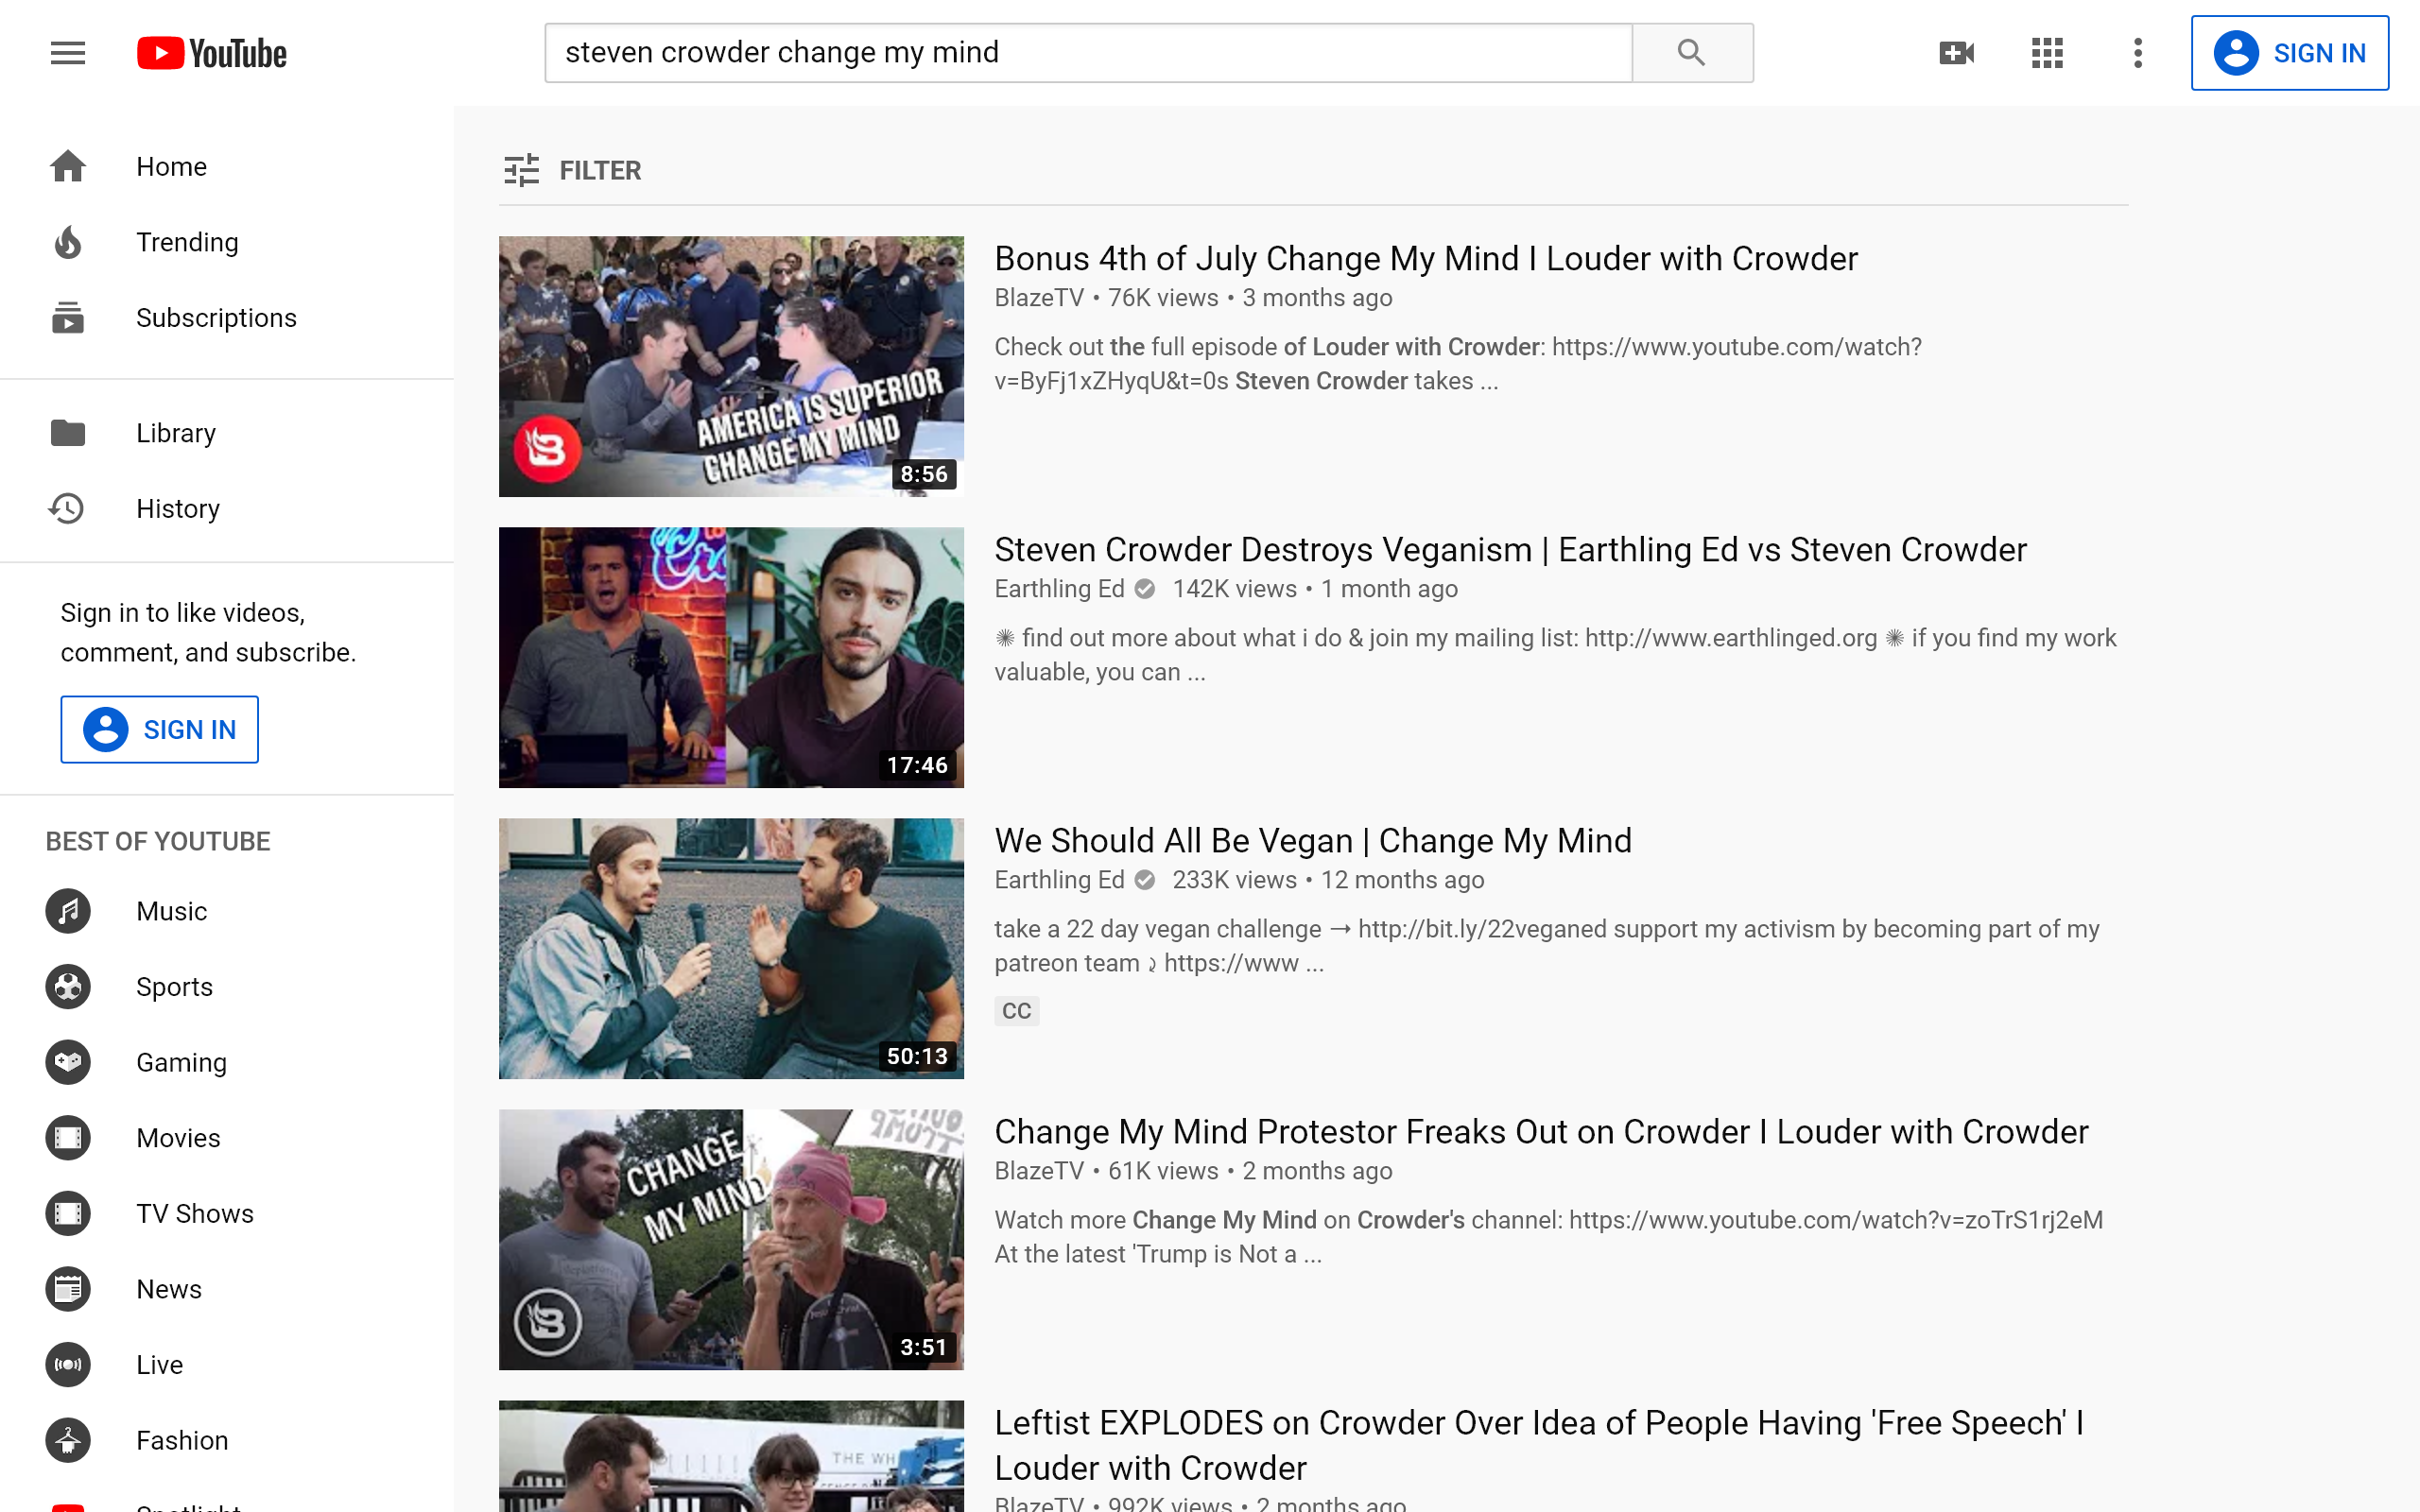 YouTube
steven crowder change my mind
SIGN IN
Home
Trending
Subscriptions
Library
History
Sign in to like videos,
comment, and subscribe.
SIGN IN
BEST OF YOUTUBE
Music
Sports
Gaming
Movies
TV Shows
News
Live
Fashion
Spotlight
FILTER
AMERICA IS SUPERIOR
CHANGE MY MIND
8:56
Bonus 4th of July Change My Mind I Louder with Crowder
BlazeTV • 76K views • 3 months ago
Check out the full episode of Louder with Crowder: https://www.youtube.com/watch?
v=ByFj1xZHyqU&t=0s Steven Crowder takes ...
17:46
Steven Crowder Destroys Veganism | Earthling Ed vs Steven Crowder
Earthling Ed 142K views • 1 month ago
✺ find out more about what i do & join my mailing list: http://www.earthlinged.org ✺ if you find my work
valuable, you can ...
50:13
We Should All Be Vegan | Change My Mind
Earthling Ed 233K views • 12 months ago
take a 22 day vegan challenge → http://bit.ly/22veganed support my activism by becoming part of my
patreon team ⤸ https://www ...
CC
CHANGE
MY MIND
3:51
Change My Mind Protestor Freaks Out on Crowder I Louder with Crowder
BlazeTV • 61K views • 2 months ago
Watch more Change My Mind on Crowder's channel: https://www.youtube.com/watch?v=zoTrS1rj2eM
At the latest 'Trump is Not a ...
THE WH
Leftist EXPLODES on Crowder Over Idea of People Having 'Free Speech' I
Louder with Crowder
BlazeTV • 992K views • 2 months ago